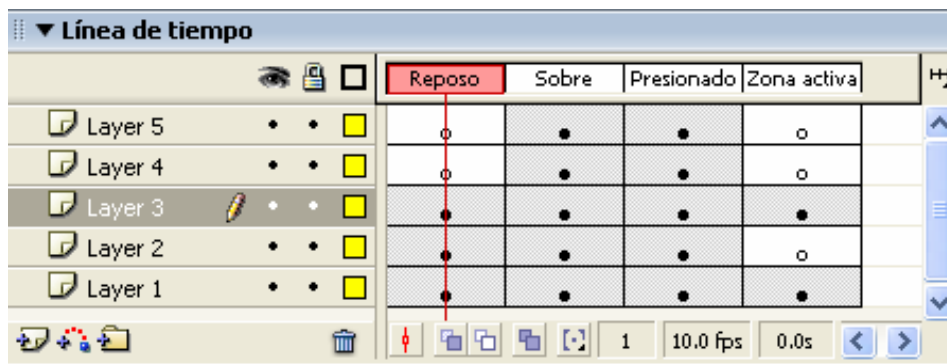 Línea de tiempo
Reposo Sobre Presionado Zona activa
Layer 5
Layer 4
Layer 3
Layer 2
Layer 1
1 10.0 fps 0.0s